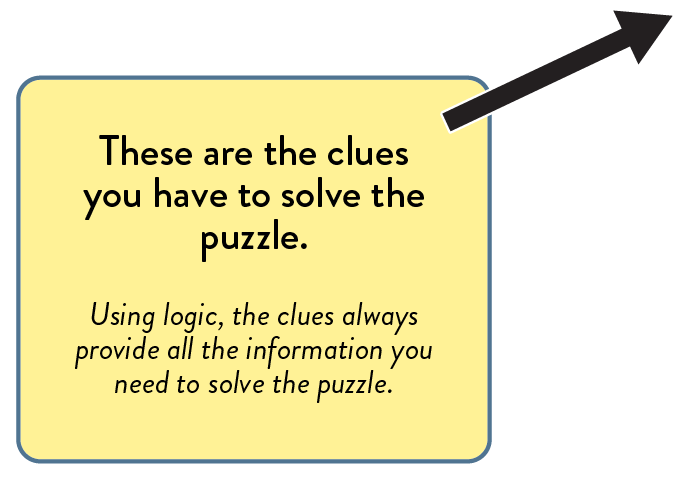 These are the clues
you have to solve the
puzzle.
Using logic, the clues always
provide all the information you
need to solve the puzzle.